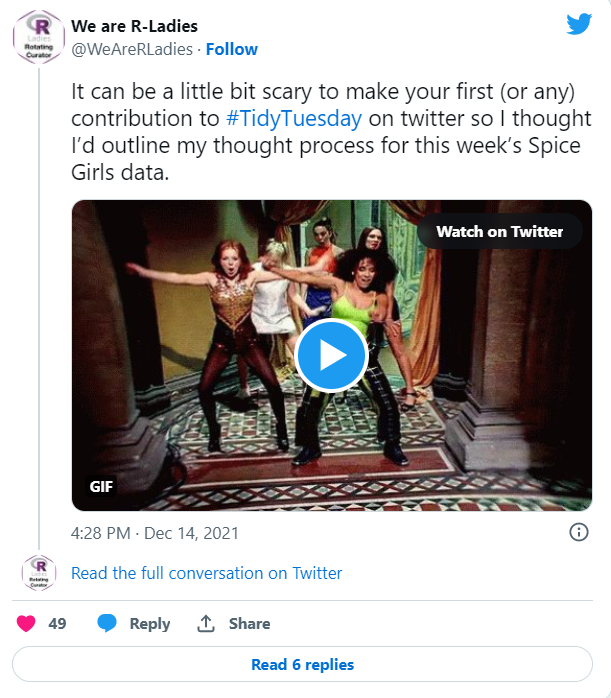 R
Ladies
Rotating
Curator
We are R-Ladies
@WeAreRLadies · Follow
It can be a little bit scary to make your first (or any)
contribution to #TidyTuesday on twitter so I thought
I’d outline my thought process for this week’s Spice
Girls data.
Watch on Twitter
GIF
4:28 PM · Dec 14, 2021
R
Ladies
Rotating
Curator
Read the full conversation on Twitter
49 Reply Share
Read 6 replies